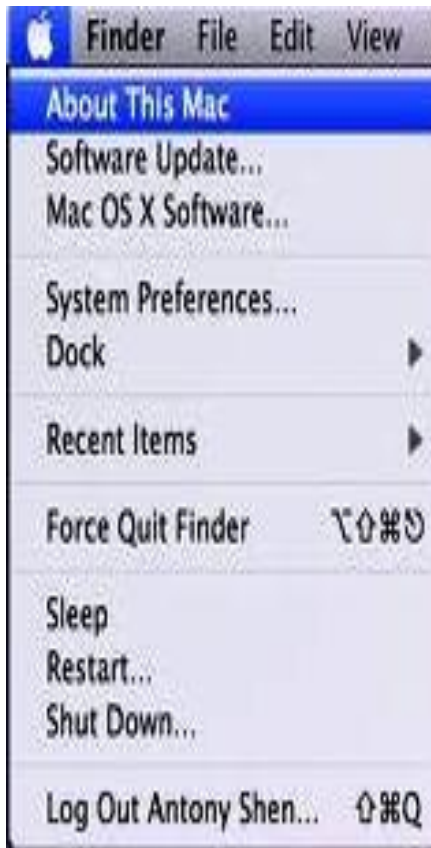 Finder File Edit View
About This Mac
Software Update...
Mac OS X Software...
System Preferences...
Dock ▶
Recent Items ▶
Force Quit Finder ⌥⇧⌘⎋
Sleep
Restart...
Shut Down...
Log Out Antony Shen... ⇧⌘Q